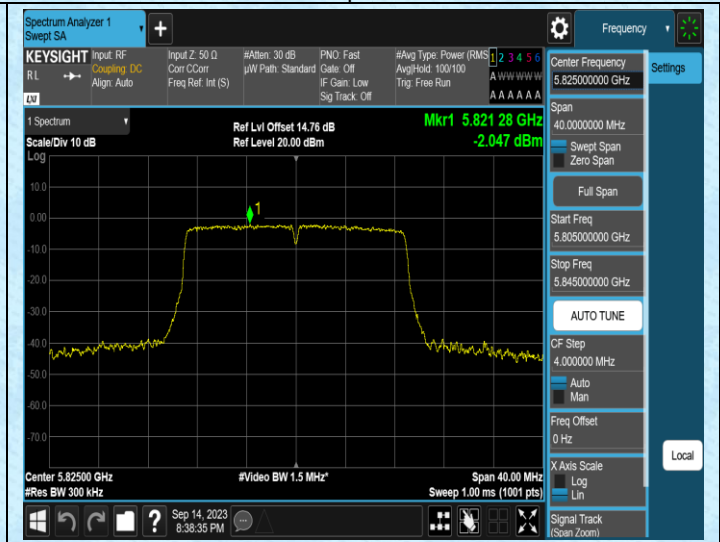 Spectrum Analyzer 1
Swept SA
+
Frequency
KEYSIGHT
RL
LXI
Input: RF
Coupling: DC
Align: Auto
Input Z: 50 Ω
Corr CCorr
Freq Ref: Int (S)
#Atten: 30 dB
µW Path: Standard
PNO: Fast
Gate: Off
IF Gain: Low
Sig Track: Off
#Avg Type: Power (RMS
Avg|Hold: 100/100
Trig: Free Run
1 2 3 4 5 6
A W W W W W
A A A A A A
1 Spectrum
Scale/Div 10 dB
Log
Ref Lvl Offset 14.76 dB
Ref Level 20.00 dBm
Mkr1 5.821 28 GHz
-2.047 dBm
10.0
0.00
-10.0
-20.0
-30.0
-40.0
-50.0
-60.0
-70.0
1
Center 5.82500 GHz
#Res BW 300 kHz
#Video BW 1.5 MHz*
Span 40.00 MHz
Sweep 1.00 ms (1001 pts)
?
Sep 14, 2023
8:38:35 PM
Center Frequency
5.825000000 GHz
Span
40.0000000 MHz
Swept Span
Zero Span
Full Span
Start Freq
5.805000000 GHz
Stop Freq
5.845000000 GHz
AUTO TUNE
CF Step
4.000000 MHz
Auto
Man
Freq Offset
0 Hz
X Axis Scale
Log
Lin
Signal Track
(Span Zoom)
Settings
Local